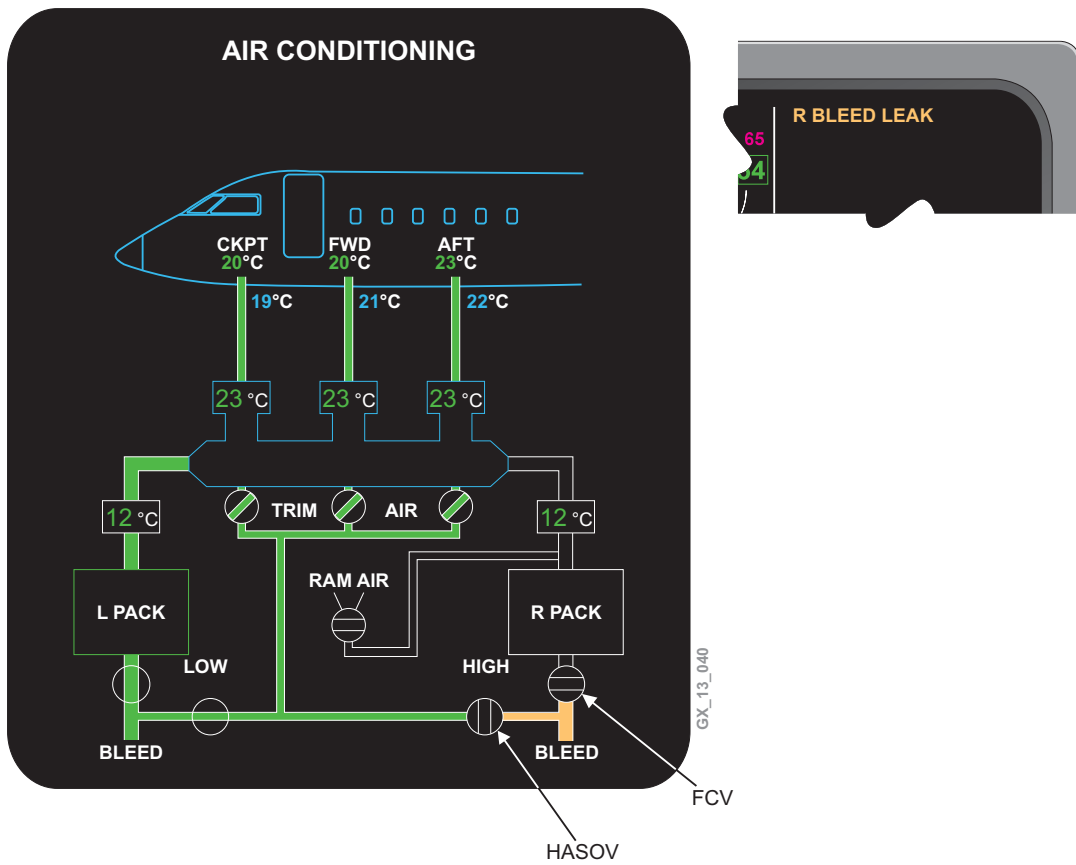 AIR CONDITIONING
R BLEED LEAK
65
64
CKPT FWD AFT
20°C 20°C 23°C
19°C 21°C 22°C
23 °C 23 °C 23 °C
TRIM AIR
12 °C 12 °C
RAM AIR
L PACK R PACK
LOW HIGH
BLEED BLEED
GX_13_040
FCV
HASOV